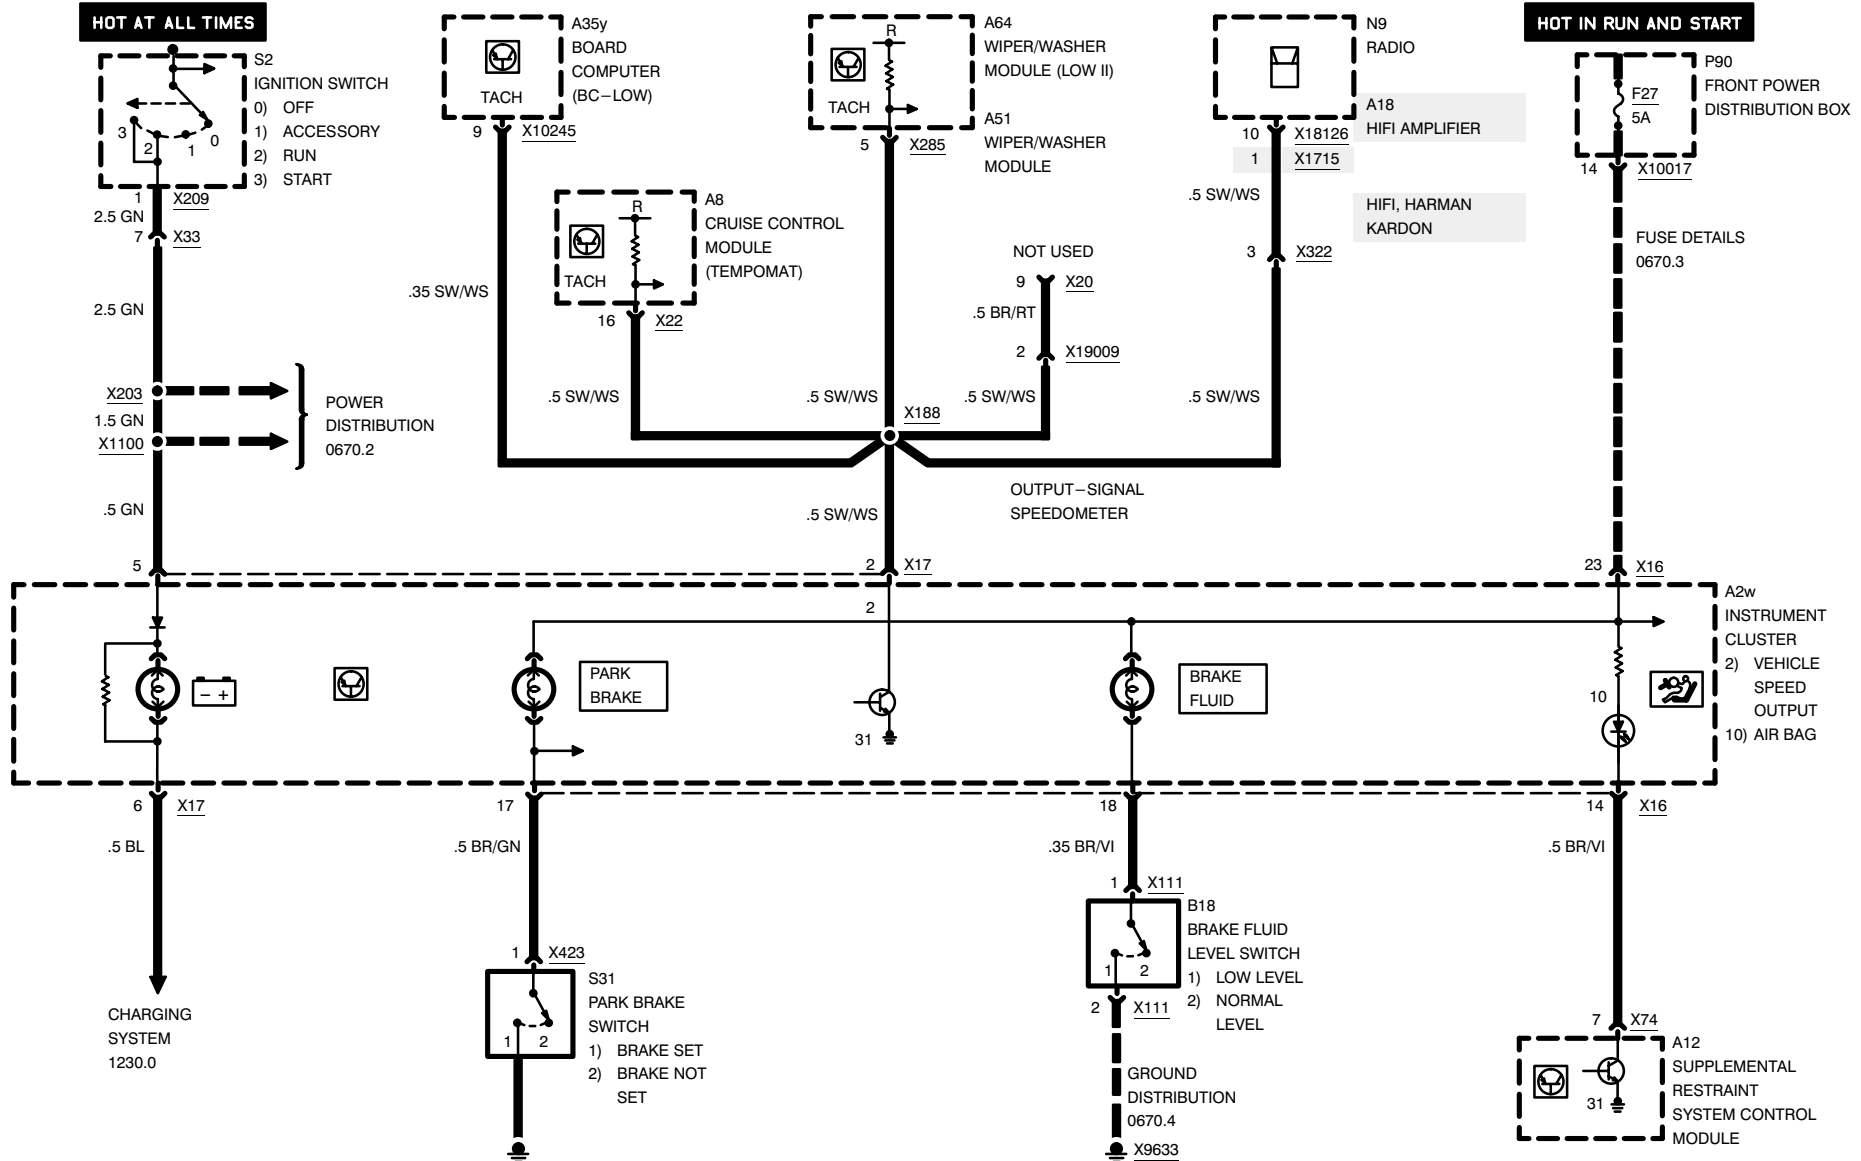 HOT AT ALL TIMES
S2
IGNITION SWITCH
0) OFF
1) ACCESSORY
2) RUN
3) START
3
2
1
0
1 X209
2.5 GN
7 X33
2.5 GN
X203
1.5 GN
X1100
POWER
DISTRIBUTION
0670.2
.5 GN
5
A35y
BOARD
COMPUTER
(BC-LOW)
TACH
9 X10245
.35 SW/WS
A8
CRUISE CONTROL
MODULE
(TEMPOMAT)
R
TACH
16 X22
.5 SW/WS
A64
WIPER/WASHER
MODULE (LOW II)
A51
WIPER/WASHER
MODULE
R
TACH
5 X285
.5 SW/WS
NOT USED
9 X20
.5 BR/RT
2 X19009
.5 SW/WS
X188
N9
RADIO
A18
HIFI AMPLIFIER
10 X18126
1 X1715
.5 SW/WS
HIFI, HARMAN
KARDON
3 X322
.5 SW/WS
OUTPUT-SIGNAL
SPEEDOMETER
.5 SW/WS
2 X17
HOT IN RUN AND START
P90
FRONT POWER
DISTRIBUTION BOX
F27
5A
14 X10017
FUSE DETAILS
0670.3
23 X16
A2w
INSTRUMENT
CLUSTER
2) VEHICLE
SPEED
OUTPUT
10) AIR BAG
2
- +
PARK
BRAKE
31
BRAKE
FLUID
10
6 X17
17
18
14 X16
.5 BL
CHARGING
SYSTEM
1230.0
.5 BR/GN
1 X423
S31
PARK BRAKE
SWITCH
1) BRAKE SET
2) BRAKE NOT
SET
1 2
.35 BR/VI
1 X111
B18
BRAKE FLUID
LEVEL SWITCH
1) LOW LEVEL
2) NORMAL
LEVEL
1 2
2 X111
GROUND
DISTRIBUTION
0670.4
X9633
.5 BR/VI
7 X74
A12
SUPPLEMENTAL
RESTRAINT
SYSTEM CONTROL
MODULE
31